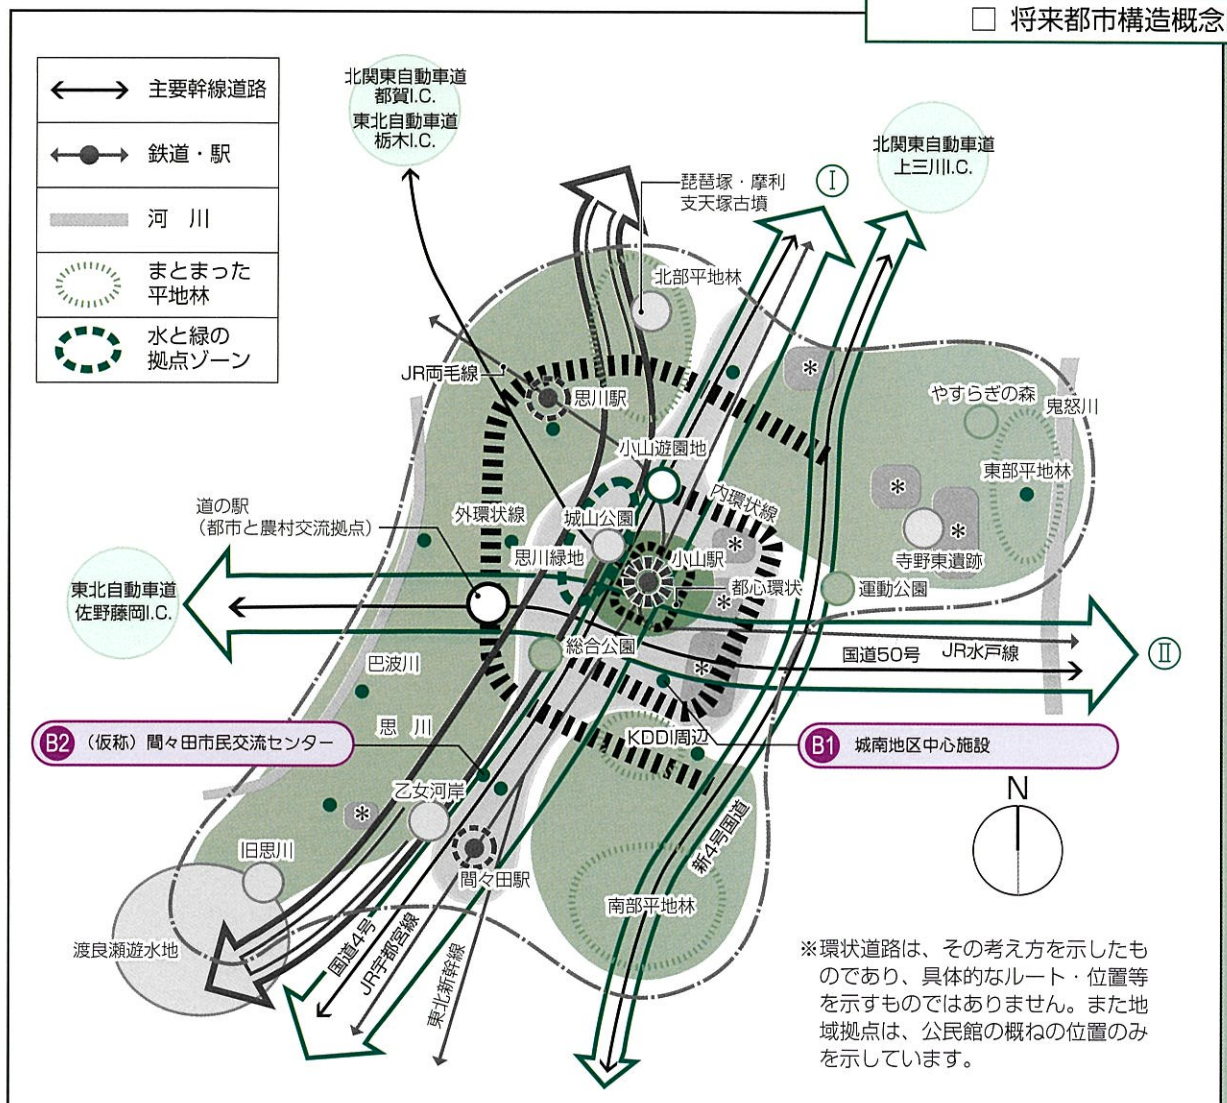 □ 将来都市構造概念
主要幹線道路
鉄道・駅
河　川
まとまった
平地林
水と緑の
拠点ゾーン
北関東自動車道
都賀I.C.
東北自動車道
栃木I.C.
北関東自動車道
上三川I.C.
琵琶塚・摩利
支天塚古墳
Ⅰ
北部平地林
JR両毛線
思川駅
やすらぎの森
鬼怒川
小山遊園地
東部平地林
内環状線
道の駅
（都市と農村交流拠点）
外環状線
城山公園
思川緑地
小山駅
寺野東遺跡
都心環状
運動公園
東北自動車道
佐野藤岡I.C.
総合公園
国道50号
JR水戸線
Ⅱ
巴波川
思　川
KDDI周辺
B2 （仮称）間々田市民交流センター
B1 城南地区中心施設
乙女河岸
N
新4号国道
旧思川
間々田駅
南部平地林
渡良瀬遊水地
国道4号
JR宇都宮線
東北新幹線
※環状道路は、その考え方を示したも
のであり、具体的なルート・位置等
を示すものではありません。また地
域拠点は、公民館の概ねの位置のみ
を示しています。
*
*
*
*
*
*
*